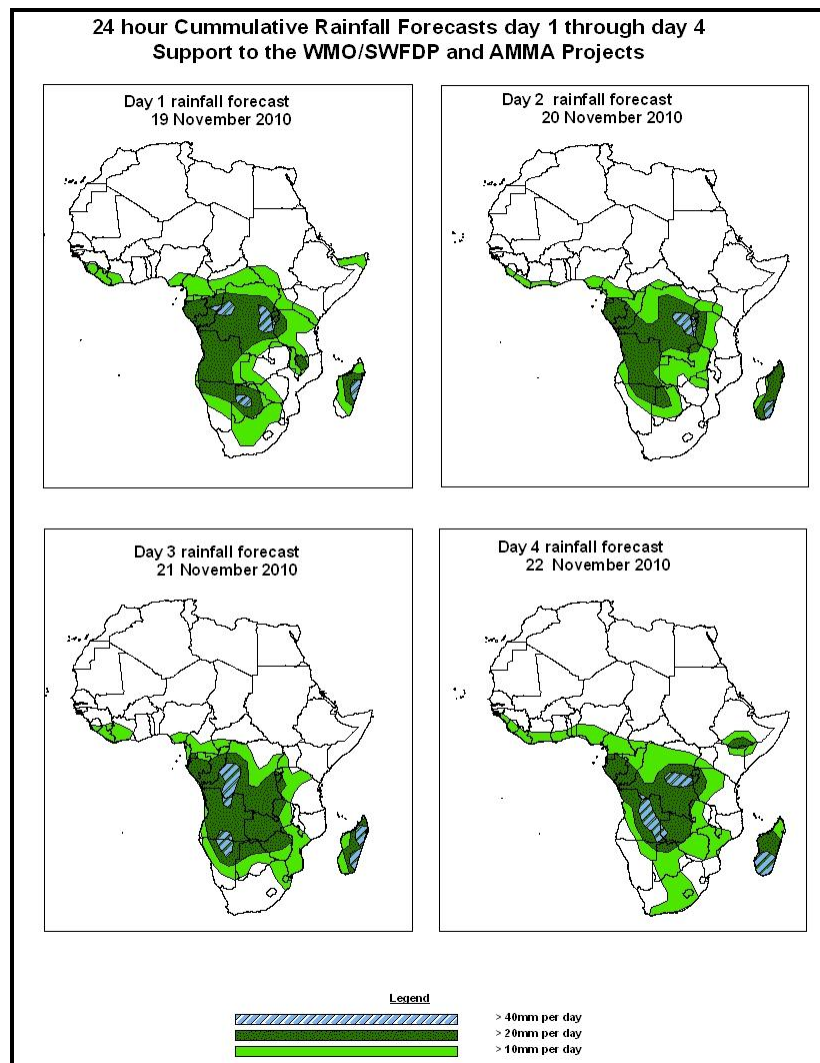 24 hour Cummulative Rainfall Forecasts day 1 through day 4
Support to the WMO/SWFDP and AMMA Projects
Day 1 rainfall forecast
19 November 2010
Day 2 rainfall forecast
20 November 2010
Day 3 rainfall forecast
21 November 2010
Day 4 rainfall forecast
22 November 2010
Legend
> 40mm per day
> 20mm per day
> 10mm per day